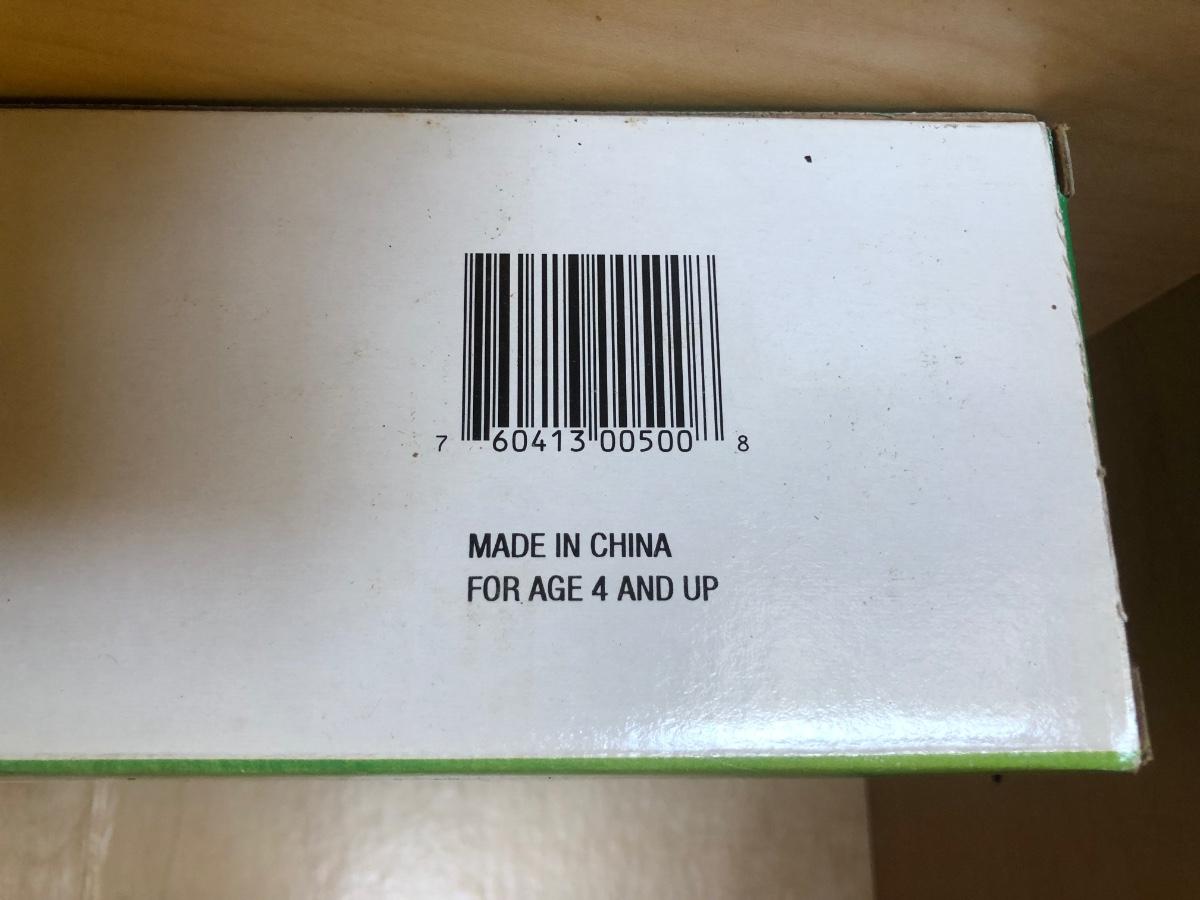 7 60413 00500 8
MADE IN CHINA
FOR AGE 4 AND UP